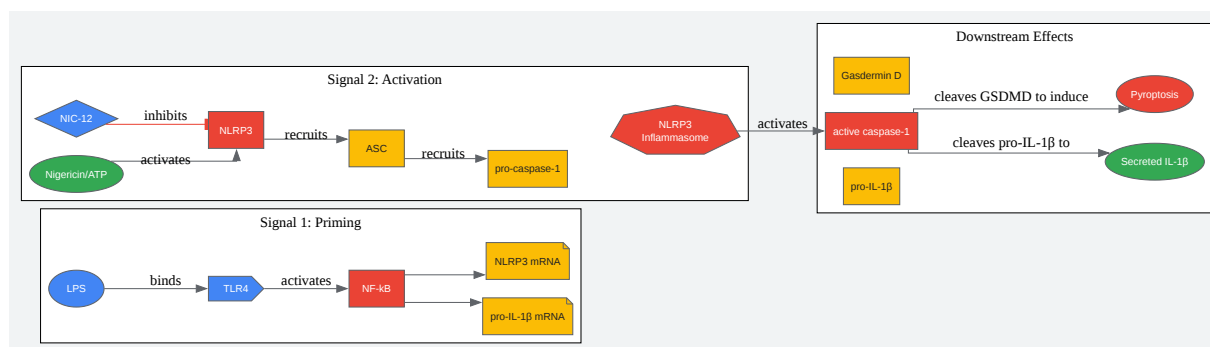 Signal 2: Activation
NIC-12
inhibits
NLRP3
Nigericin/ATP
activates
recruits
ASC
recruits
pro-caspase-1
NLRP3
Inflammasome
activates
Downstream Effects
Gasdermin D
active caspase-1
cleaves GSDMD to induce
Pyroptosis
cleaves pro-IL-1β to
Secreted IL-1β
pro-IL-1β
Signal 1: Priming
LPS
binds
TLR4
activates
NF-kB
NLRP3 mRNA
pro-IL-1β mRNA